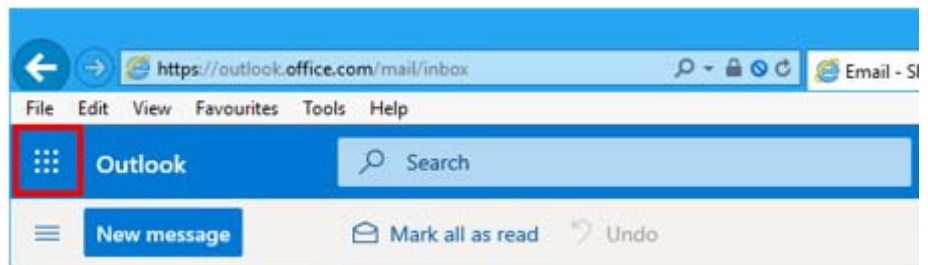 https://outlook.office.com/mail/inbox Email - S
File Edit View Favourites Tools Help
Outlook Search
New message Mark all as read Undo